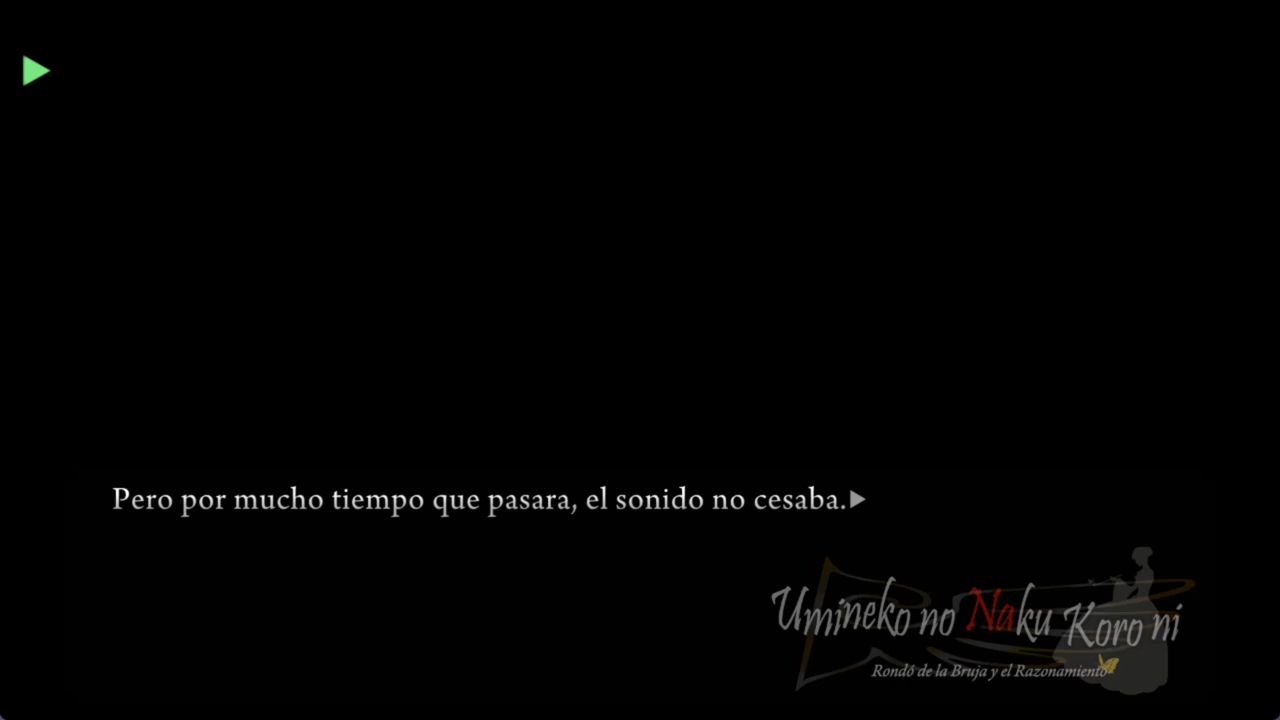 Pero por mucho tiempo que pasara, el sonido no cesaba.
Umineko no Naku Koro ni
Rondó de la Bruja y el Razonamiento